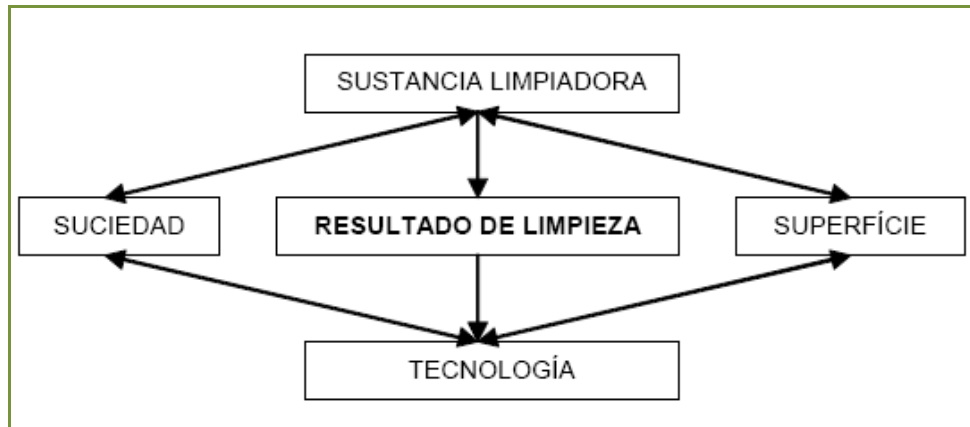 SUSTANCIA LIMPIADORA
SUCIEDAD
RESULTADO DE LIMPIEZA
SUPERFÍCIE
TECNOLOGÍA